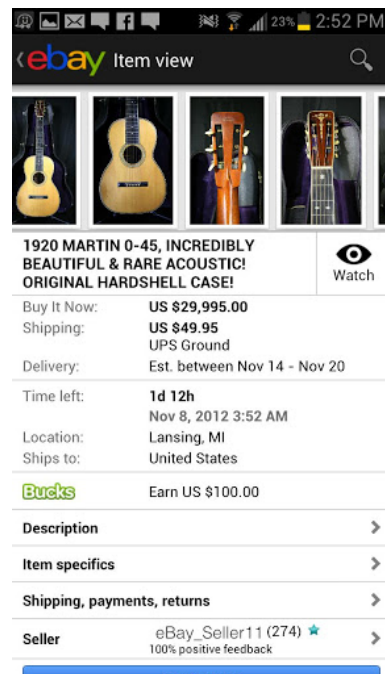 23% 2:52 PM
ebay Item view
1920 MARTIN 0-45, INCREDIBLY
BEAUTIFUL & RARE ACOUSTIC!
ORIGINAL HARDSHELL CASE!
Watch
Buy It Now: US $29,995.00
Shipping: US $49.95
UPS Ground
Delivery: Est. between Nov 14 - Nov 20
Time left: 1d 12h
Nov 8, 2012 3:52 AM
Location: Lansing, MI
Ships to: United States
Bucks Earn US $100.00
Description
Item specifics
Shipping, payments, returns
Seller eBay_Seller11 (274)
100% positive feedback